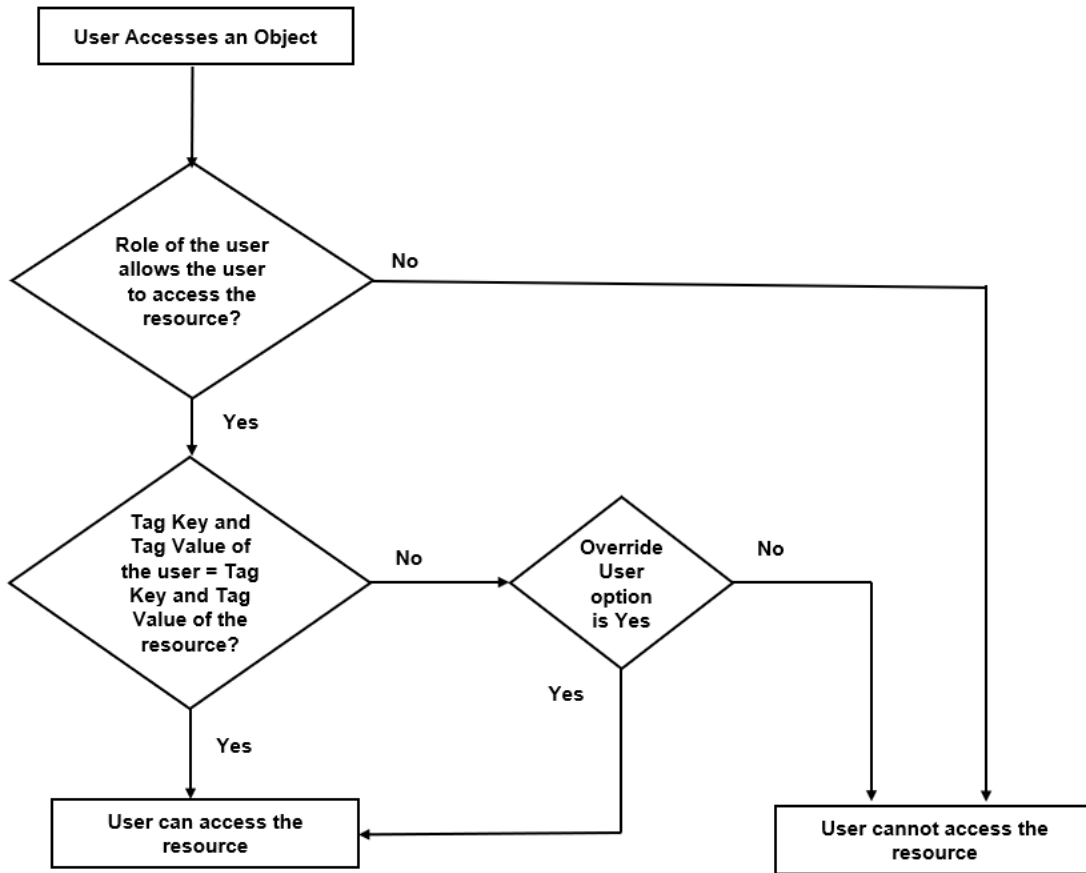 User Accesses an Object
Role of the user
allows the user
to access the
resource?
No
Yes
Tag Key and
Tag Value of
the user = Tag
Key and Tag
Value of the
resource?
No
Override
User
option
is Yes
No
Yes
Yes
User can access the
resource
User cannot access the
resource